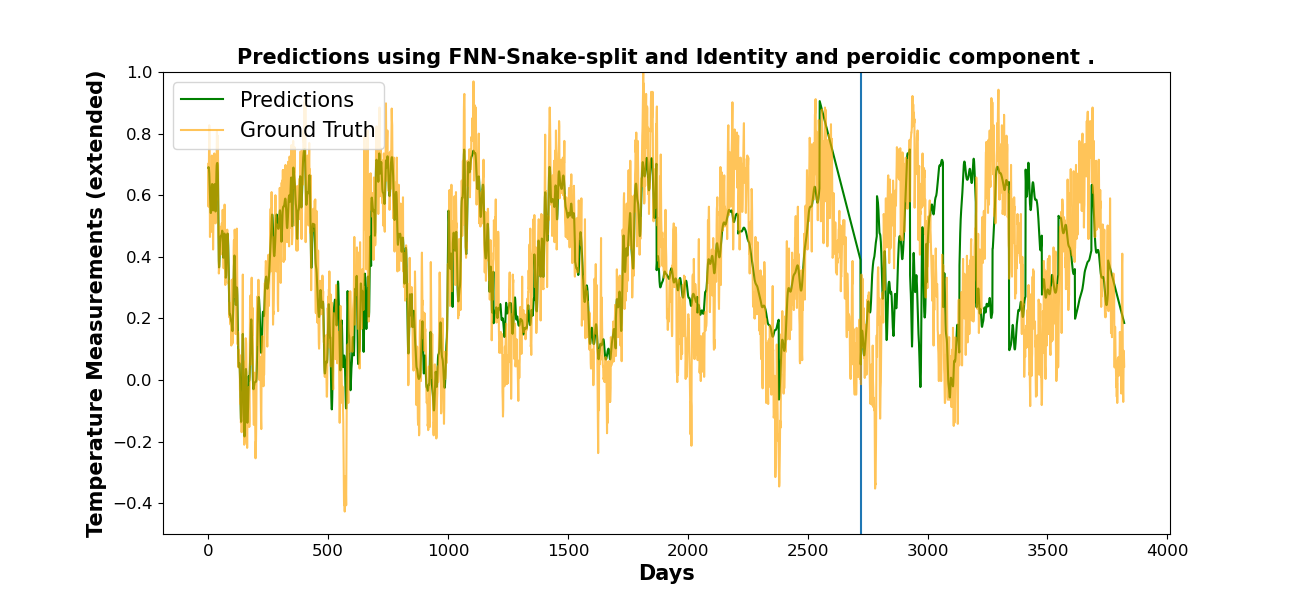 Predictions using FNN-Snake-split and Identity and peroidic component .
Temperature Measurements (extended)
1.0
0.8
0.6
0.4
0.2
0.0
−0.2
−0.4
Predictions
Ground Truth
0 500 1000 1500 2000 2500 3000 3500 4000
Days